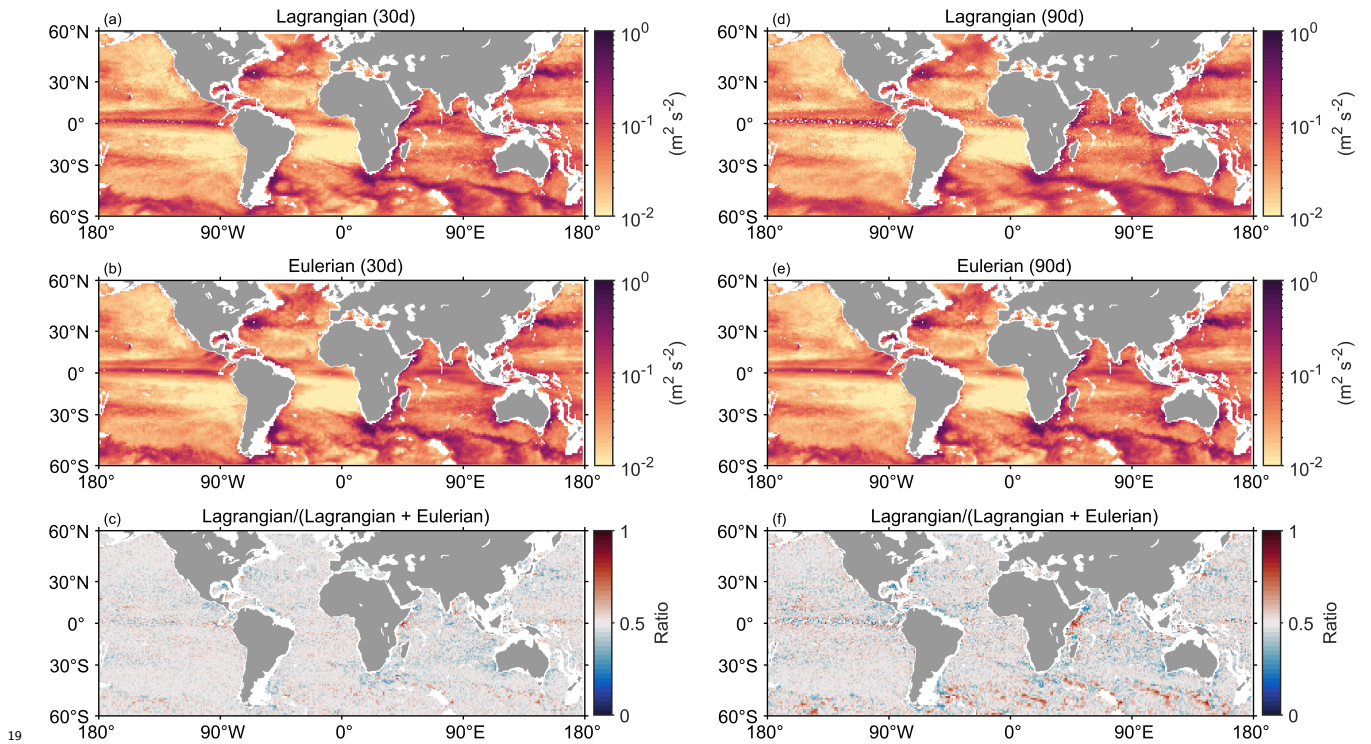 (a) Lagrangian (30d)
60°N
30°N
0°
30°S
60°S
180° 90°W 0° 90°E 180°
10^0
10^-1
10^-2
(m^2 s^-2)
(d) Lagrangian (90d)
60°N
30°N
0°
30°S
60°S
180° 90°W 0° 90°E 180°
10^0
10^-1
10^-2
(m^2 s^-2)
(b) Eulerian (30d)
60°N
30°N
0°
30°S
60°S
180° 90°W 0° 90°E 180°
10^0
10^-1
10^-2
(m^2 s^-2)
(e) Eulerian (90d)
60°N
30°N
0°
30°S
60°S
180° 90°W 0° 90°E 180°
10^0
10^-1
10^-2
(m^2 s^-2)
(c) Lagrangian/(Lagrangian + Eulerian)
60°N
30°N
0°
30°S
60°S
180° 90°W 0° 90°E 180°
1
0.5
0
Ratio
(f) Lagrangian/(Lagrangian + Eulerian)
60°N
30°N
0°
30°S
60°S
180° 90°W 0° 90°E 180°
1
0.5
0
Ratio
19